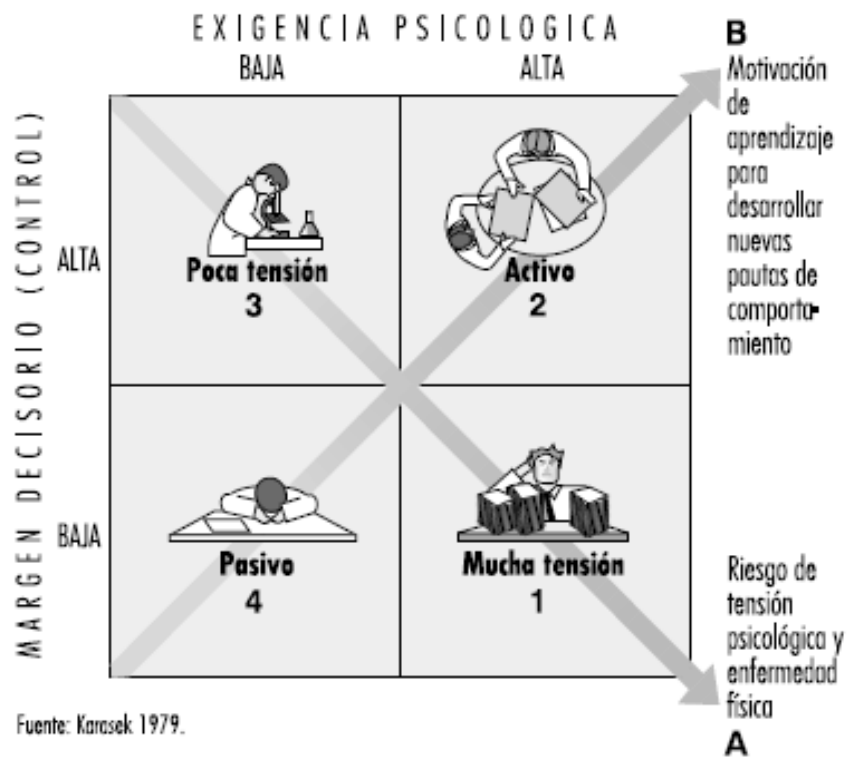 EXIGENCIA PSICOLOGICA
BAJA
ALTA
MARGEN DECISORIO (CONTROL)
ALTA
BAJA
Poca tensión
3
Activo
2
Pasivo
4
Mucha tensión
1
B
Motivación
de
aprendizaje
para
desarrollar
nuevas
pautas de
comporta-
miento
Riesgo de
tensión
psicológica y
enfermedad
física
A
Fuente: Karasek 1979.